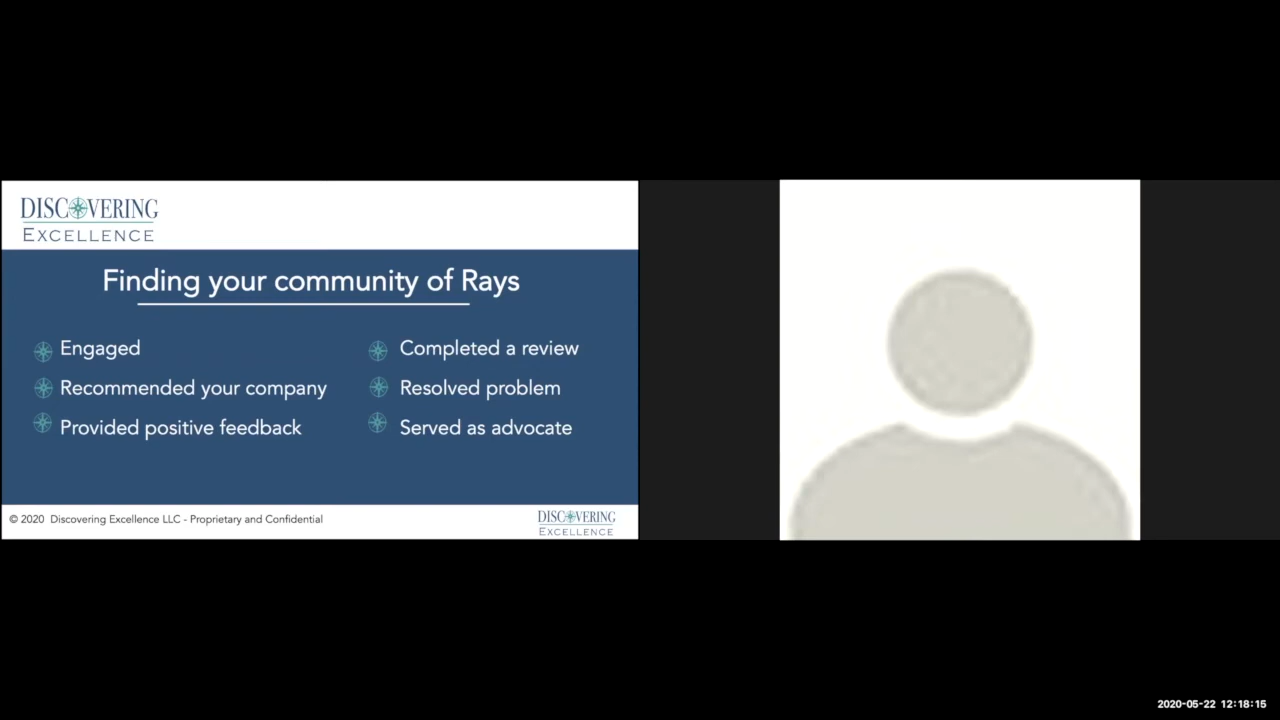 DISCOVERING
EXCELLENCE
Finding your community of Rays
Engaged
Recommended your company
Provided positive feedback
Completed a review
Resolved problem
Served as advocate
© 2020 Discovering Excellence LLC - Proprietary and Confidential
DISCOVERING
EXCELLENCE
2020-05-22 12:18:15